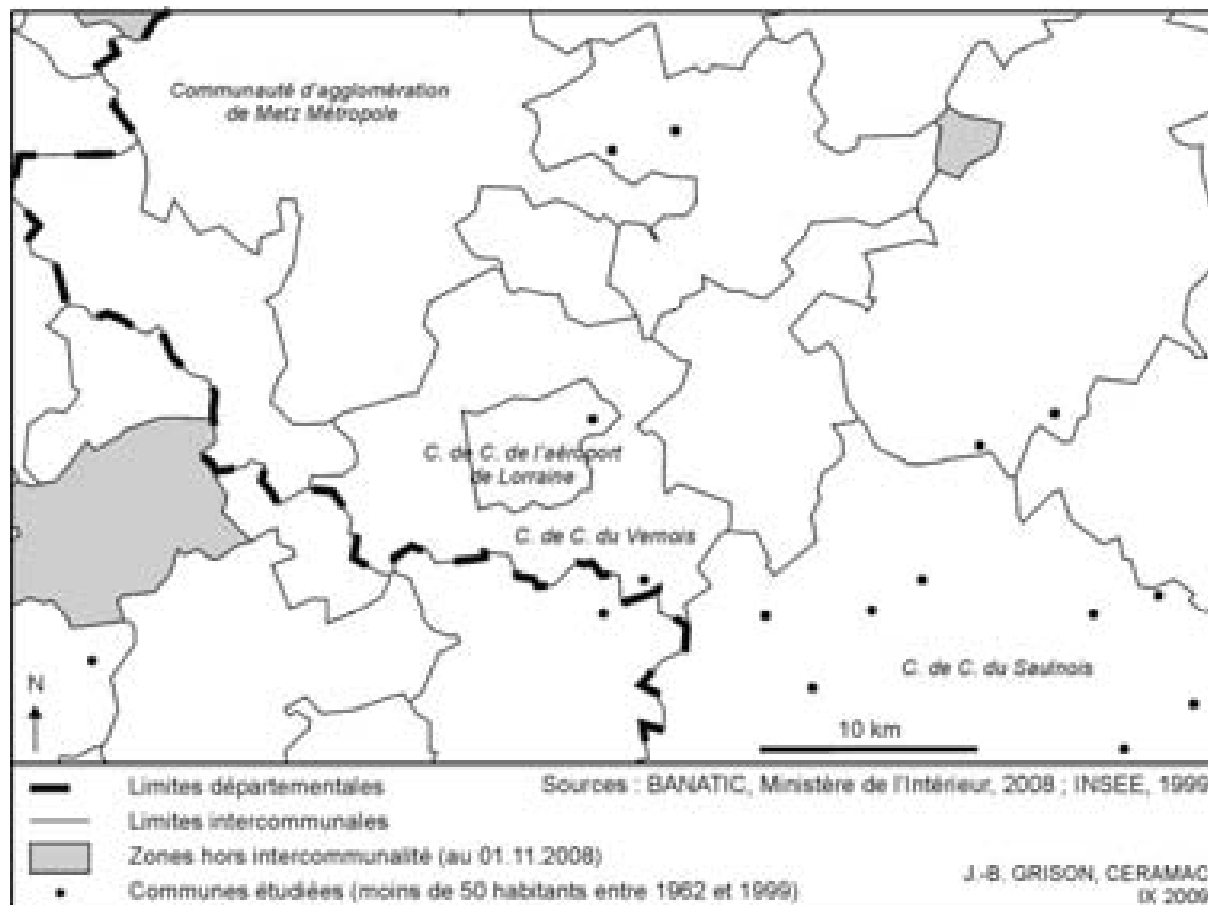 Communauté d'agglomération
de Metz Métropole
C. de C. de l'aéroport
de Lorraine
C. de C. du Vernois
C. de C. du Saulnois
N
10 km
Limites départementales
Sources : BANATIC, Ministère de l'Intérieur, 2008 ; INSEE, 1999
Limites intercommunales
Zones hors intercommunalité (au 01.11.2008)
Communes étudiées (moins de 50 habitants entre 1962 et 1999)
J.-B. GRISON, CERAMAC
IX 2009